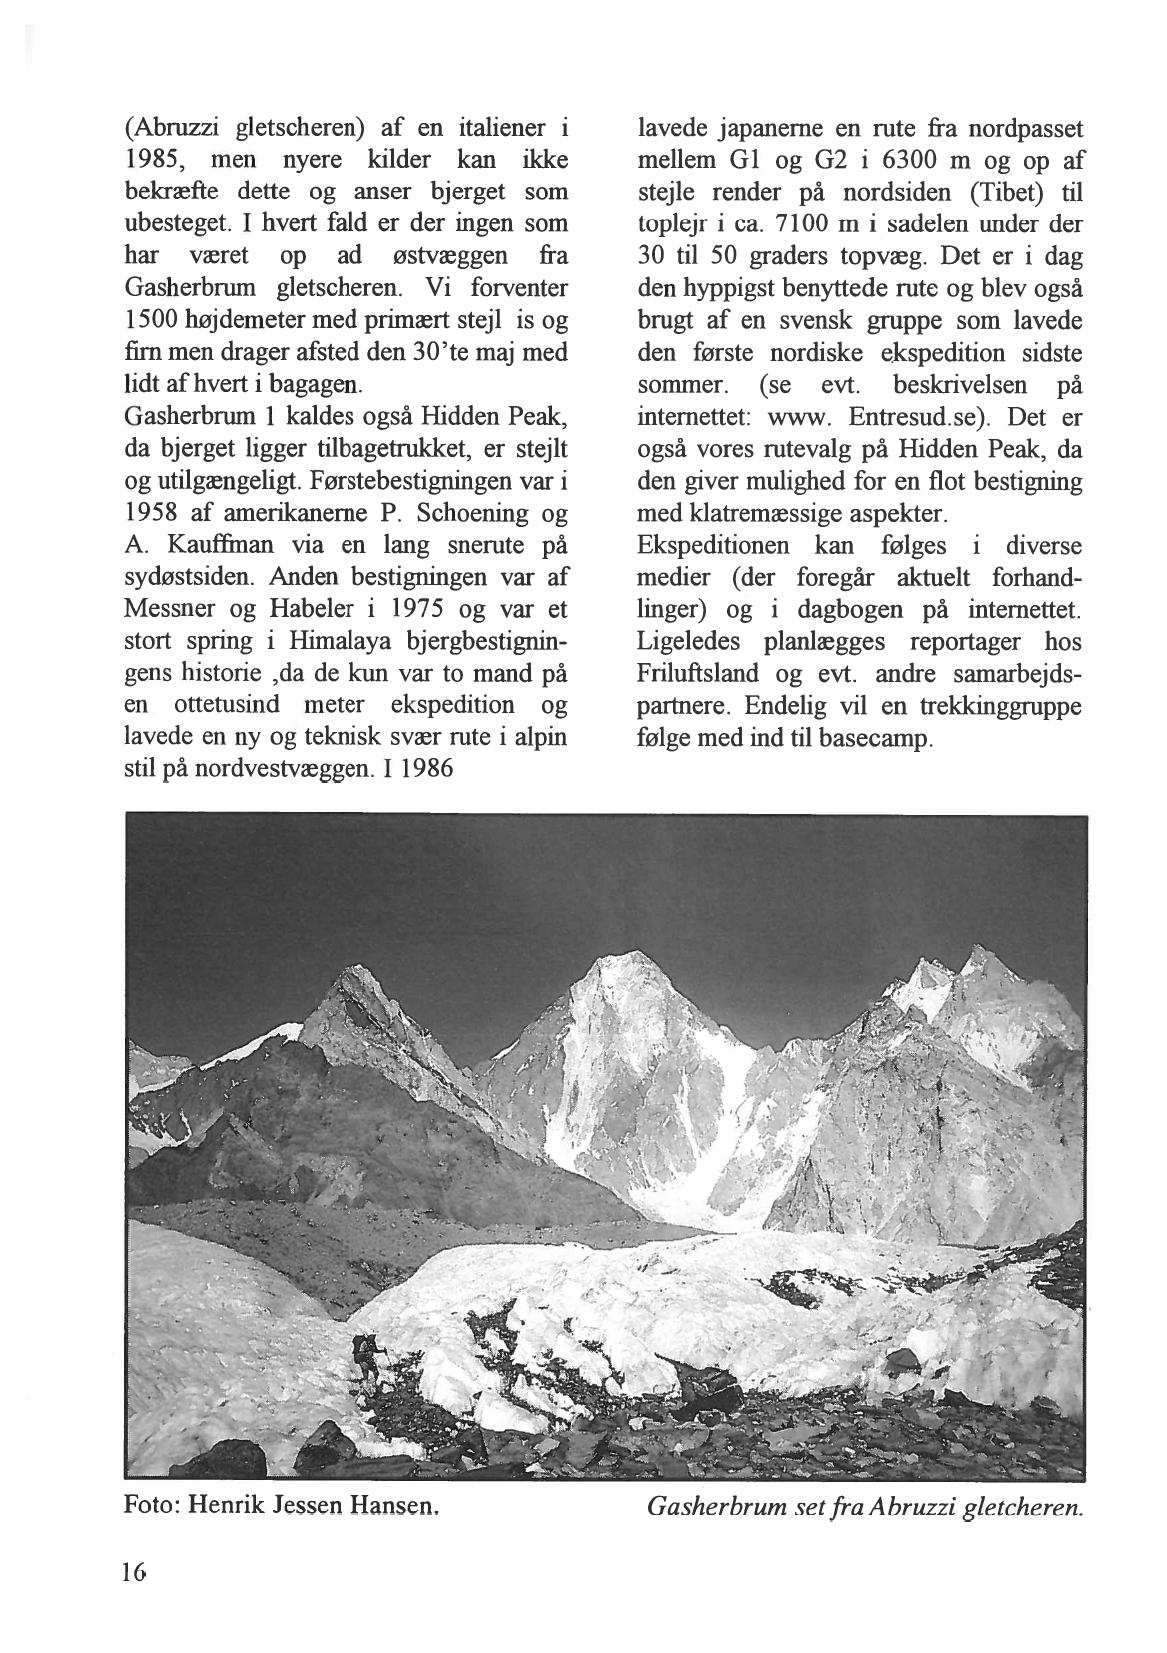 (Abruzzi gletscheren) af en italiener i
1985, men nyere kilder kan ikke
bekræfte dette og anser bjerget som
ubesteget. I hvert fald er der ingen som
har været op ad østvæggen fra
Gasherbrum gletscheren. Vi forventer
1500 højdemeter med primært stejl is og
firn men drager afsted den 30'te maj med
lidt af hvert i bagagen.
Gasherbrum 1 kaldes også Hidden Peak,
da bjerget ligger tilbagetrukket, er stejlt
og utilgængeligt. Førstebestigningen var i
1958 af amerikanerne P. Schoening og
A. Kauffman via en lang snerute på
sydøstsiden. Anden bestigningen var af
Messner og Habeler i 1975 og var et
stort spring i Himalaya bjergbestignin-
gens historie ,da de kun var to mand på
en ottetusind meter ekspedition og
lavede en ny og teknisk svær rute i alpin
stil på nordvestvæggen. I 1986
lavede japanerne en rute fra nordpasset
mellem G1 og G2 i 6300 m og op af
stejle render på nordsiden (Tibet) til
toplejr i ca. 7100 m i sadelen under der
30 til 50 graders topvæg. Det er i dag
den hyppigst benyttede rute og blev også
brugt af en svensk gruppe som lavede
den første nordiske ekspedition sidste
sommer. (se evt. beskrivelsen på
internettet: www. Entresud.se). Det er
også vores rutevalg på Hidden Peak, da
den giver mulighed for en flot bestigning
med klatremæssige aspekter.
Ekspeditionen kan følges i diverse
medier (der foregår aktuelt forhand-
linger) og i dagbogen på internettet.
Ligeledes planlægges reportager hos
Friluftsland og evt. andre samarbejds-
partnere. Endelig vil en trekkinggruppe
følge med ind til basecamp.
Foto: Henrik Jessen Hansen.
Gasherbrum set fra Abruzzi gletcheren.
16